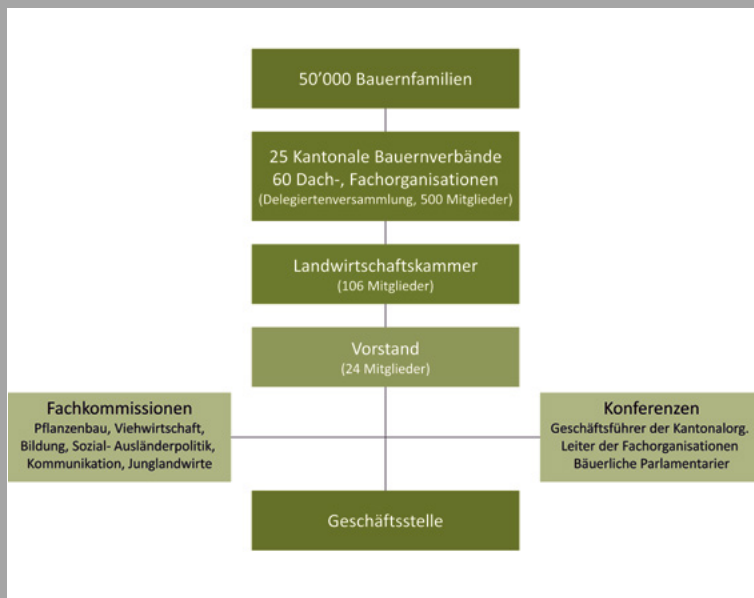 50’000 Bauernfamilien
25 Kantonale Bauernverbände
60 Dach-, Fachorganisationen
(Delegiertenversammlung, 500 Mitglieder)
Landwirtschaftskammer
(106 Mitglieder)
Vorstand
(24 Mitglieder)
Fachkommissionen
Pflanzenbau, Viehwirtschaft,
Bildung, Sozial- Ausländerpolitik,
Kommunikation, Junglandwirte
Konferenzen
Geschäftsführer der Kantonalorg.
Leiter der Fachorganisationen
Bäuerliche Parlamentarier
Geschäftsstelle